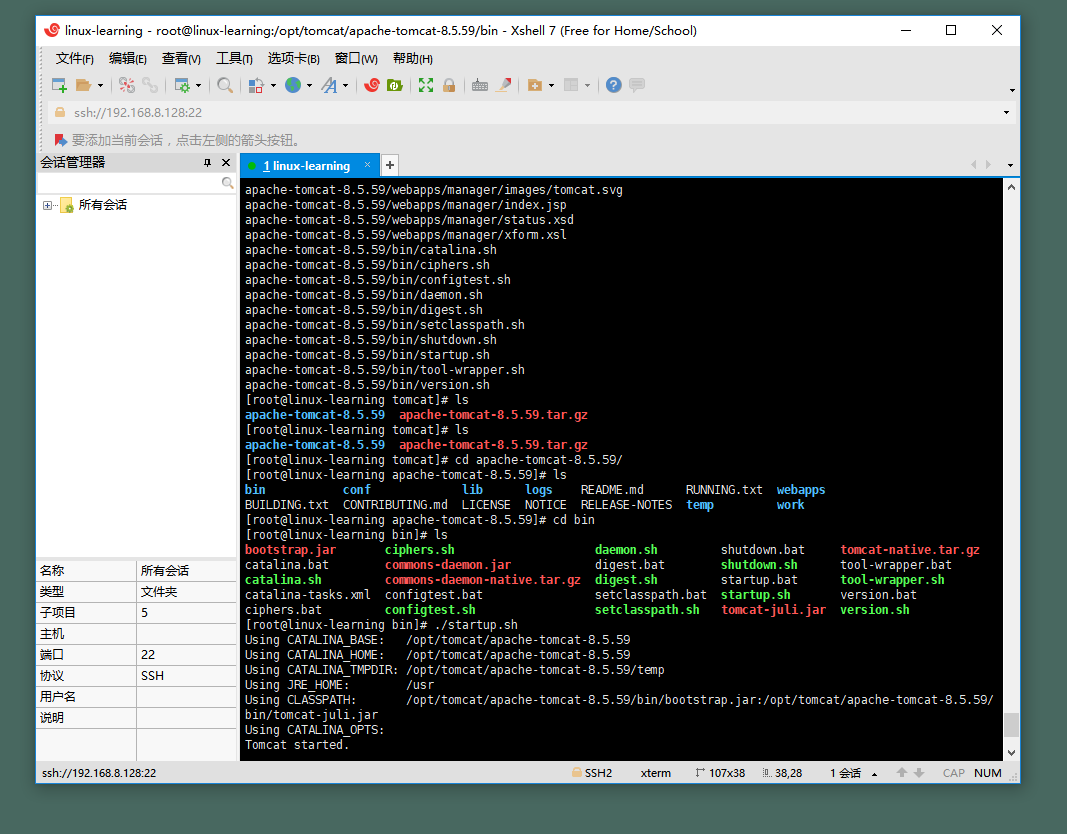 linux-learning - root@linux-learning:/opt/tomcat/apache-tomcat-8.5.59/bin - Xshell 7 (Free for Home/School)
文件(F) 编辑(E) 查看(V) 工具(T) 选项卡(B) 窗口(W) 帮助(H)
ssh://192.168.8.128:22
要添加当前会话，点击左侧的箭头按钮。
会话管理器
1 linux-learning
所有会话
名称 所有会话
类型 文件夹
子项目 5
主机
端口 22
协议 SSH
用户名
说明
apache-tomcat-8.5.59/webapps/manager/images/tomcat.svg
apache-tomcat-8.5.59/webapps/manager/index.jsp
apache-tomcat-8.5.59/webapps/manager/status.xsd
apache-tomcat-8.5.59/webapps/manager/xform.xsl
apache-tomcat-8.5.59/bin/catalina.sh
apache-tomcat-8.5.59/bin/ciphers.sh
apache-tomcat-8.5.59/bin/configtest.sh
apache-tomcat-8.5.59/bin/daemon.sh
apache-tomcat-8.5.59/bin/digest.sh
apache-tomcat-8.5.59/bin/setclasspath.sh
apache-tomcat-8.5.59/bin/shutdown.sh
apache-tomcat-8.5.59/bin/startup.sh
apache-tomcat-8.5.59/bin/tool-wrapper.sh
apache-tomcat-8.5.59/bin/version.sh
[root@linux-learning tomcat]# ls
apache-tomcat-8.5.59  apache-tomcat-8.5.59.tar.gz
[root@linux-learning tomcat]# ls
apache-tomcat-8.5.59  apache-tomcat-8.5.59.tar.gz
[root@linux-learning tomcat]# cd apache-tomcat-8.5.59/
[root@linux-learning apache-tomcat-8.5.59]# ls
bin           conf             lib      logs    README.md      RUNNING.txt  webapps
BUILDING.txt  CONTRIBUTING.md  LICENSE  NOTICE  RELEASE-NOTES  temp         work
[root@linux-learning apache-tomcat-8.5.59]# cd bin
[root@linux-learning bin]# ls
bootstrap.jar       ciphers.sh                    daemon.sh         shutdown.bat     tomcat-native.tar.gz
catalina.bat        commons-daemon.jar            digest.bat        shutdown.sh      tool-wrapper.bat
catalina.sh         commons-daemon-native.tar.gz  digest.sh         startup.bat      tool-wrapper.sh
catalina-tasks.xml  configtest.bat                setclasspath.bat  startup.sh       version.bat
ciphers.bat         configtest.sh                 setclasspath.sh   tomcat-juli.jar  version.sh
[root@linux-learning bin]# ./startup.sh
Using CATALINA_BASE:   /opt/tomcat/apache-tomcat-8.5.59
Using CATALINA_HOME:   /opt/tomcat/apache-tomcat-8.5.59
Using CATALINA_TMPDIR: /opt/tomcat/apache-tomcat-8.5.59/temp
Using JRE_HOME:        /usr
Using CLASSPATH:       /opt/tomcat/apache-tomcat-8.5.59/bin/bootstrap.jar:/opt/tomcat/apache-tomcat-8.5.59/
bin/tomcat-juli.jar
Using CATALINA_OPTS:
Tomcat started.
ssh://192.168.8.128:22 SSH2 xterm 107x38 38,28 1 会话 CAP NUM